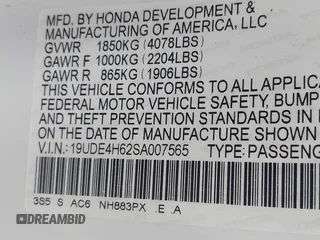 MFD. BY HONDA DEVELOPMENT &
MANUFACTURING OF AMERICA, LLC
GVWR 1850KG (4078LBS)
GAWR F 1000KG (2204LBS)
GAWR R 865KG (1906LBS)
THIS VEHICLE CONFORMS TO ALL APPLICA
FEDERAL MOTOR VEHICLE SAFETY, BUMP
AND THEFT PREVENTION STANDARDS IN
ON THE DATE OF MANUFACTURE SHOWN
V.I.N.: 19UDE4H62SA007565 TYPE: PASSENG
3S5 S AC6 NH883PX .E .A
DREAMBID